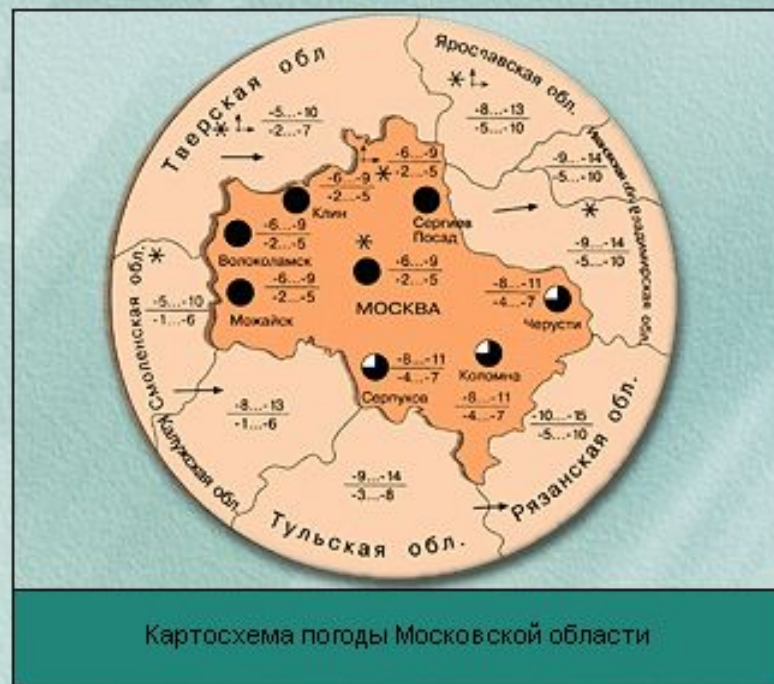 Тверская обл
Ярославская обл.
-5...-10
-2...-7
-8...-13
-5...-10
Ивановская обл.
-9...-14
-5...-10
-6...-9
-2...-5
-6...-9
-2...-5
Клин
Сергиев
Посад
Владимирская обл.
-9...-14
-5...-10
-6...-9
-2...-5
Волоколамск
Смоленская обл.
-5...-10
-1...-6
-6...-9
-2...-5
Можайск
-6...-9
-2...-5
МОСКВА
-8...-11
-4...-7
Черусти
-8...-11
-4...-7
Серпухов
Коломна
-8...-11
-4...-7
-8...-13
-1...-6
Калужская обл.
-10...-15
-5...-10
Рязанская обл.
-9...-14
-3...-8
Тульская обл.
Картосхема погоды Московской области